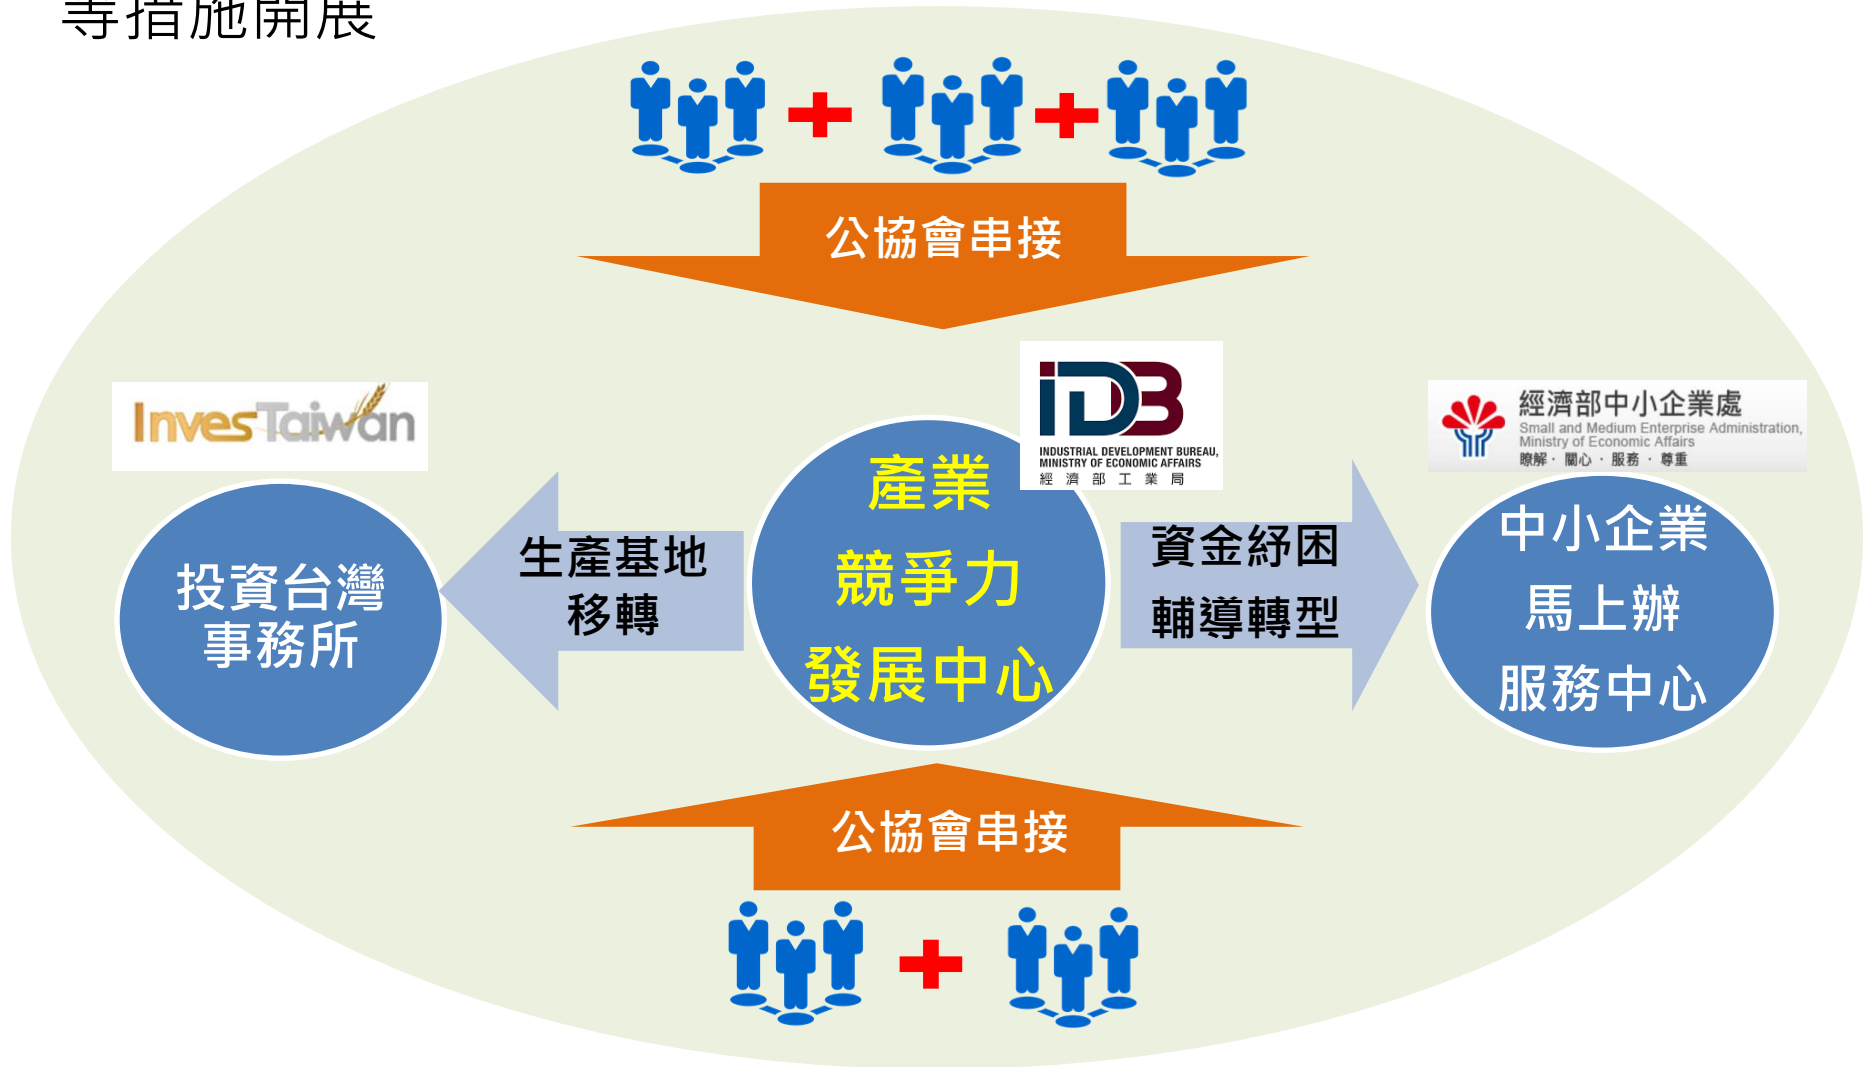 等措施開展
公協會串接
InvesTaiwan
iDB
INDUSTRIAL DEVELOPMENT BUREAU,
MINISTRY OF ECONOMIC AFFAIRS
經濟部工業局
經濟部中小企業處
Small and Medium Enterprise Administration,
Ministry of Economic Affairs
瞭解．關心．服務．尊重
投資台灣
事務所
生產基地
移轉
產業
競爭力
發展中心
資金紓困
輔導轉型
中小企業
馬上辦
服務中心
公協會串接